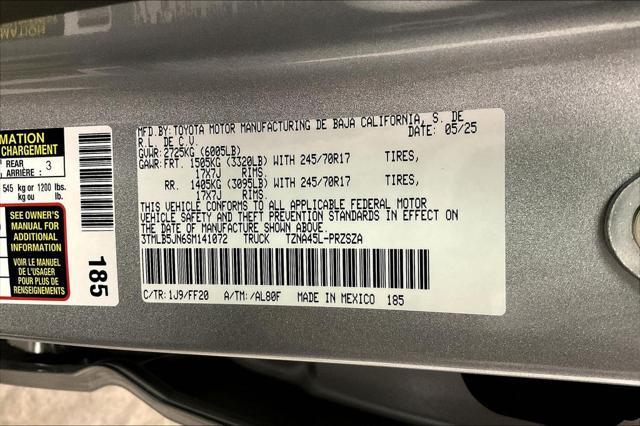 MATION
CHARGEMENT
REAR
ARRIÈRE : 3
545 kg or 1200 lbs.
kg ou lb.
SEE OWNER'S
MANUAL FOR
ADDITIONAL
INFORMATION
VOIR LE MANUEL
DE L'USAGER
POUR PLUS DE
RENSEIGNEMENTS
185
MFD.BY:TOYOTA MOTOR MANUFACTURING DE BAJA CALIFORNIA, S. DE
R.L. DE C.V. DATE: 05/25
GVWR:2725KG (6005LB)
GAWR:FRT. 1505KG (3320LB) WITH 245/70R17 TIRES,
17X7J RIMS,
RR. 1405KG (3095LB) WITH 245/70R17 TIRES,
17X7J RIMS.
THIS VEHICLE CONFORMS TO ALL APPLICABLE FEDERAL MOTOR
VEHICLE SAFETY AND THEFT PREVENTION STANDARDS IN EFFECT ON
THE DATE OF MANUFACTURE SHOWN ABOVE.
3TMLB5JN6SM141072 TRUCK TZNA45L-PRZSZA
C/TR:1J9/FF20 A/TM:/AL80F MADE IN MEXICO 185